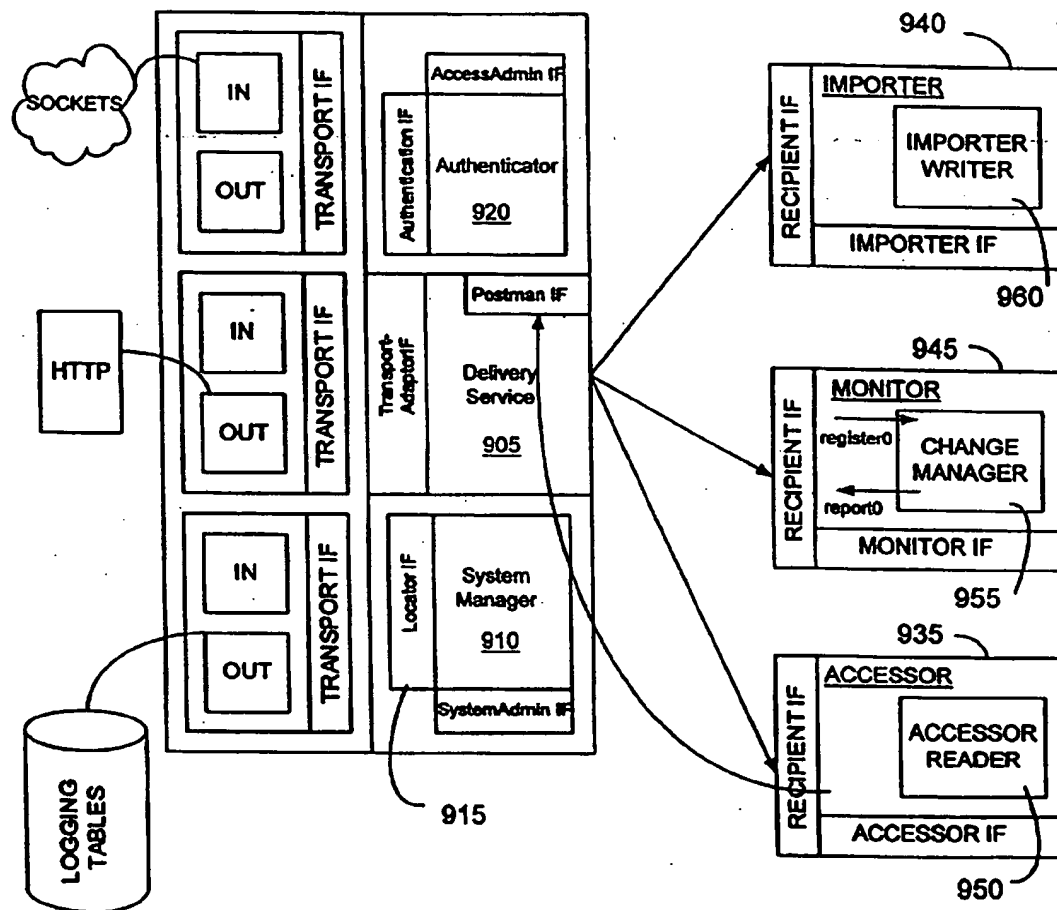 SOCKETS
IN
OUT
TRANSPORT IF
HTTP
IN
OUT
TRANSPORT IF
LOGGING
TABLES
IN
OUT
TRANSPORT IF
AccessAdmin IF
Authentication IF
Authenticator
920
Postman IF
Transport-
AdaptorIF
Delivery
Service
905
Locator IF
System
Manager
910
SystemAdmin IF
915
940
RECIPIENT IF
IMPORTER
IMPORTER
WRITER
IMPORTER IF
960
945
RECIPIENT IF
MONITOR
register0
CHANGE
MANAGER
report0
MONITOR IF
955
935
RECIPIENT IF
ACCESSOR
ACCESSOR
READER
ACCESSOR IF
950